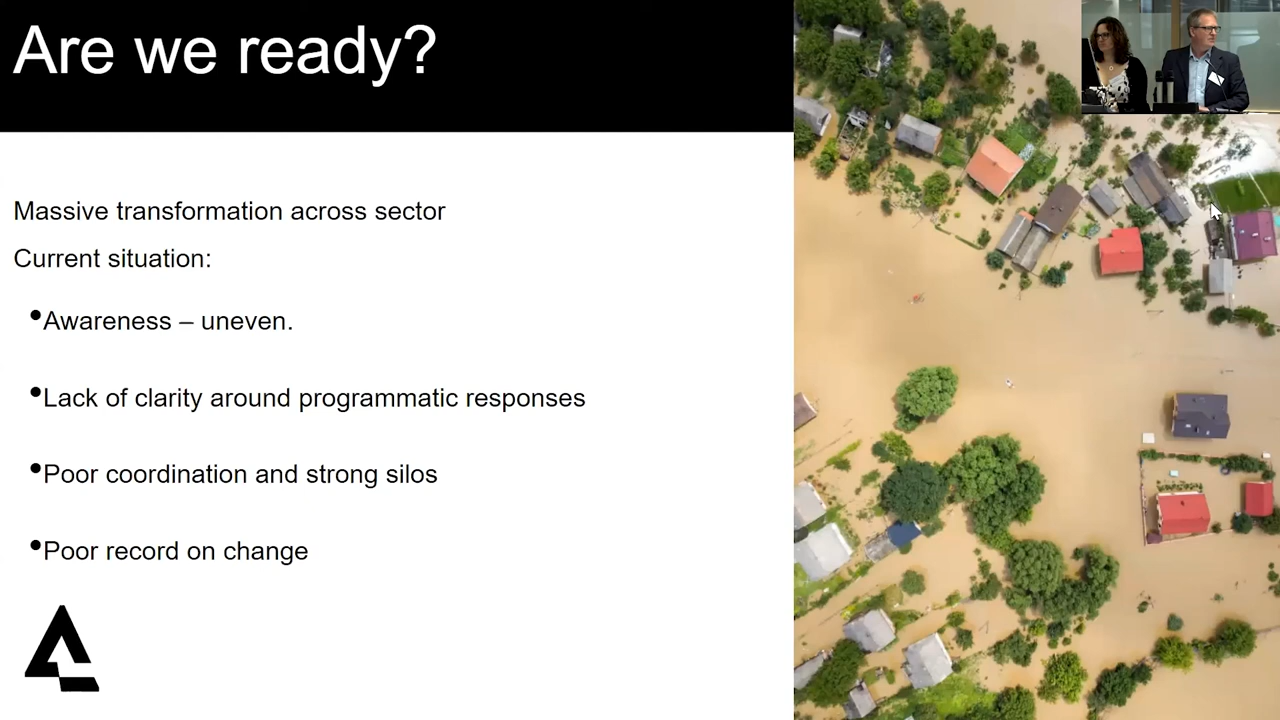 Are we ready?
Massive transformation across sector
Current situation:
•Awareness – uneven.
•Lack of clarity around programmatic responses
•Poor coordination and strong silos
•Poor record on change